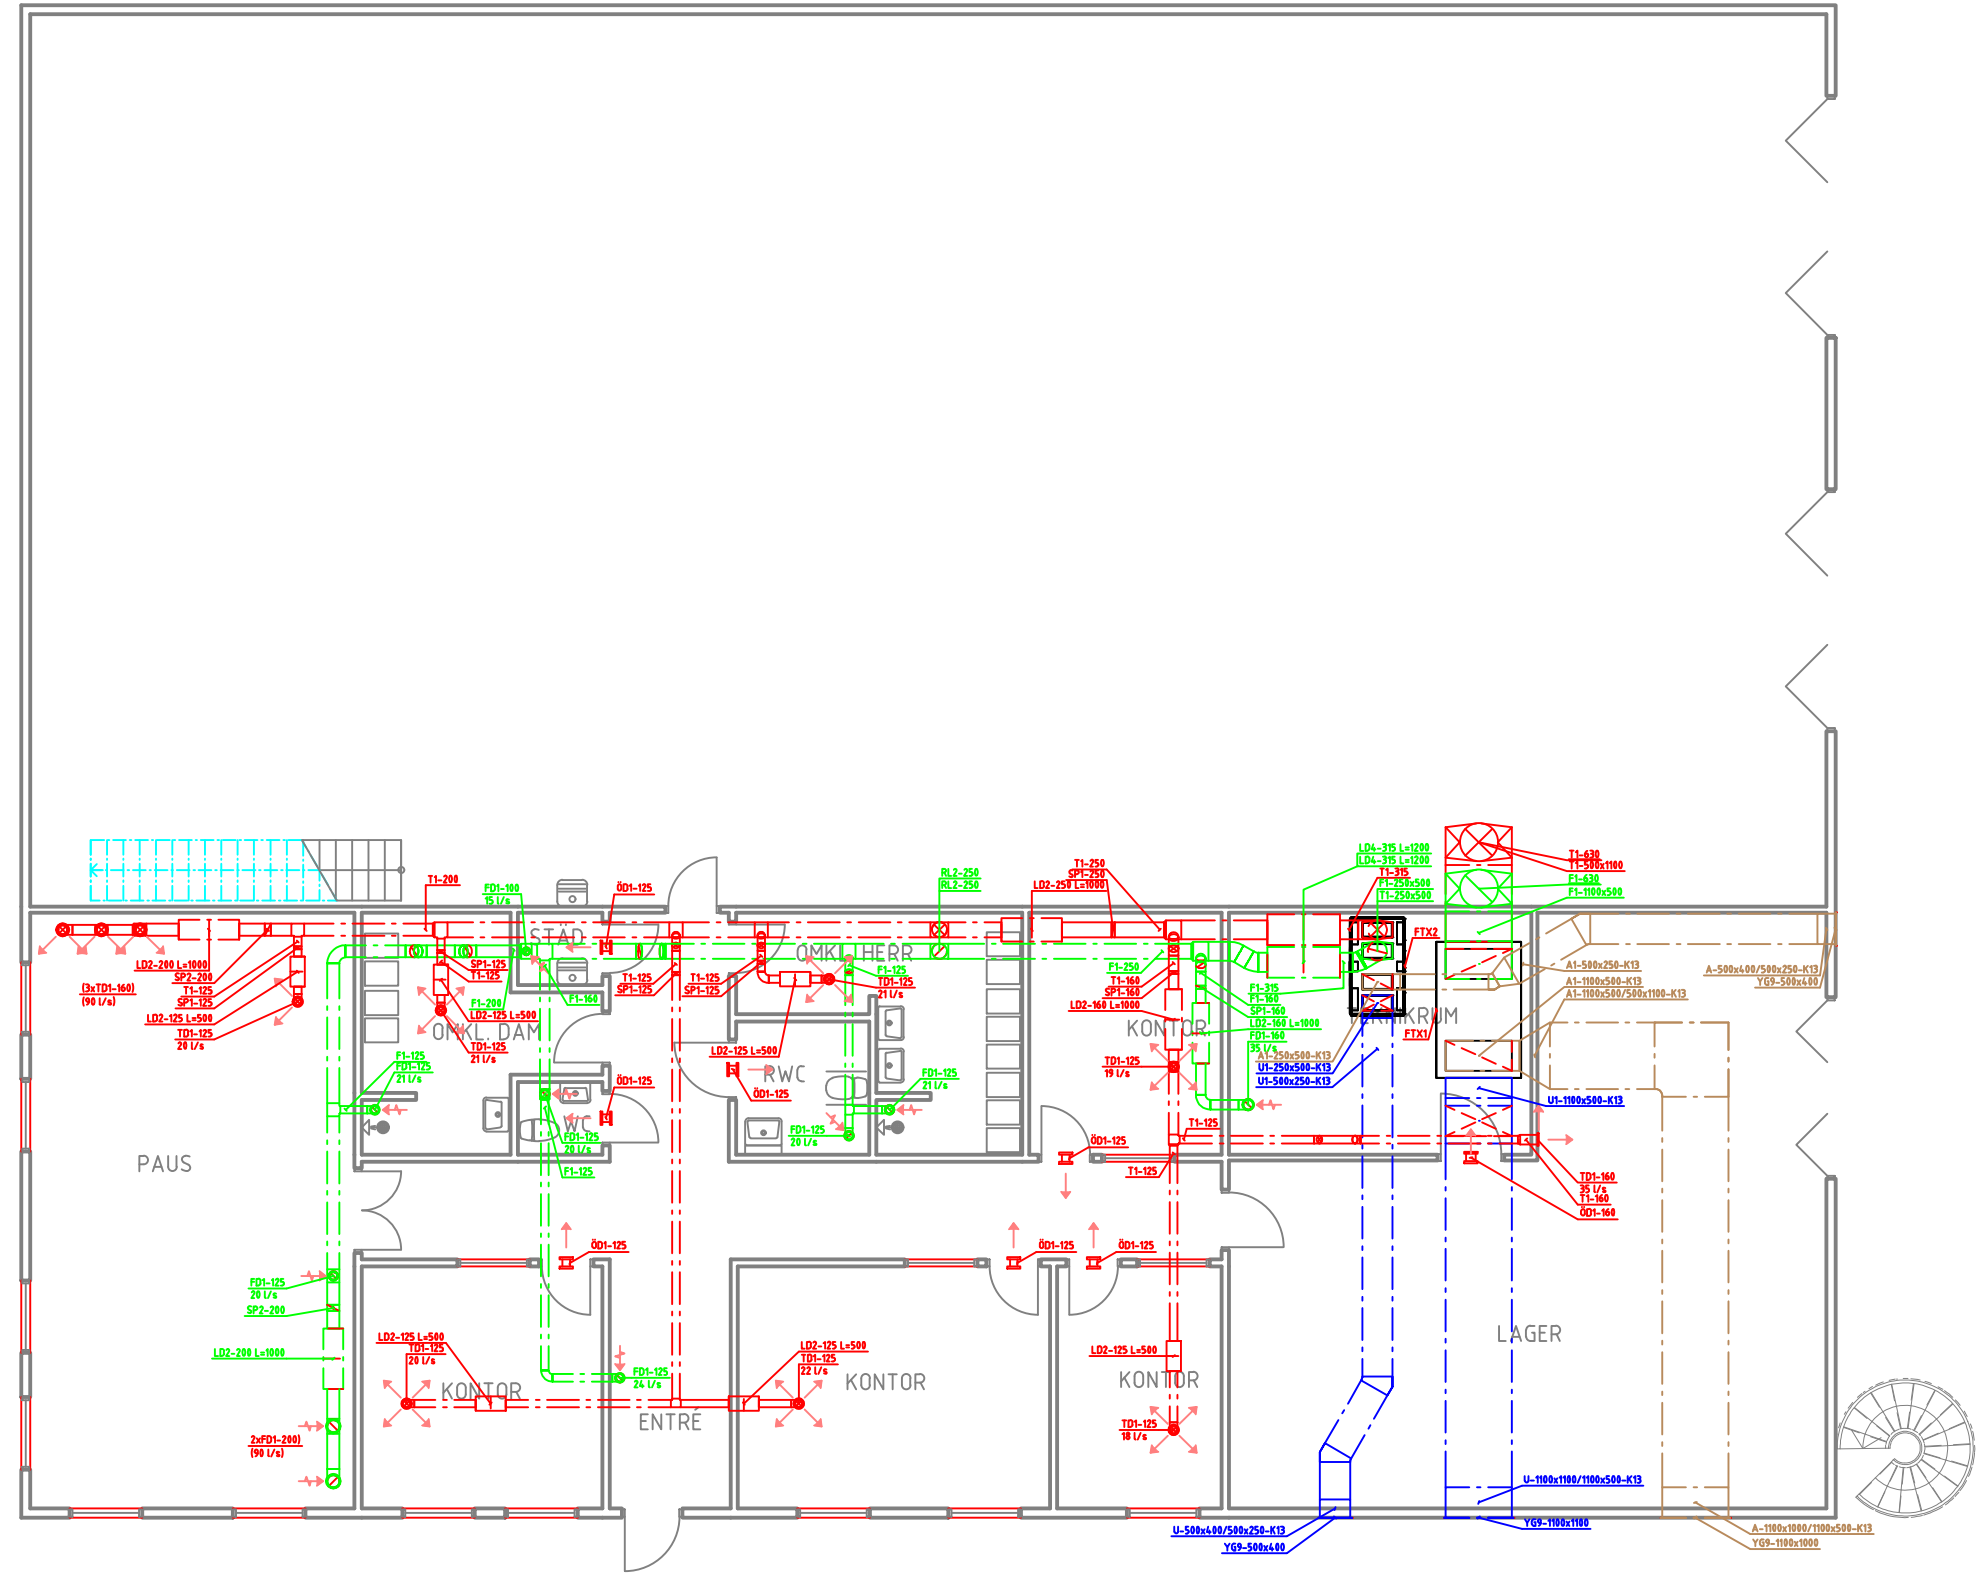 LD4-315 L=1200
LD4-315 L=1200
T1-630
T1-500x1100
F1-630
F1-1100x500
T1-250
SP1-250
LD2-250 L=1000
T1-315
F1-250x500
T1-250x500
RL2-250
RL2-250
T1-200
FD1-100
15 l/s
ÖD1-125
FTX2
STÄD
OMKL. HERR
LD2-200 L=1000
SP2-200
T1-125
SP1-125
LD2-125 L=500
TD1-125
20 l/s
(3xTD1-160)
(90 l/s)
SP1-125
T1-125
F1-200
F1-160
LD2-125 L=500
OMKL. DAM
TD1-125
21 l/s
T1-125
SP1-125
T1-125
SP1-125
F1-125
TD1-125
21 l/s
LD2-125 L=500
F1-250
T1-160
SP1-160
LD2-160 L=1000
KONTOR
F1-315
F1-160
SP1-160
LD2-160 L=1000
FD1-160
35 l/s
A1-250x500-K13
U1-250x500-K13
U1-500x250-K13
TEKNIKRUM
FTX1
A1-500x250-K13
A1-1100x500-K13
A1-1100x500/500x1100-K13
A-500x400/500x250-K13
YG9-500x400
F1-125
FD1-125
21 l/s
TD1-125
19 l/s
RWC
FD1-125
21 l/s
ÖD1-125
ÖD1-125
U1-1100x500-K13
WC
FD1-125
20 l/s
F1-125
FD1-125
20 l/s
T1-125
ÖD1-125
T1-125
PAUS
TD1-160
35 l/s
T1-160
ÖD1-160
ÖD1-125
ÖD1-125
ÖD1-125
FD1-125
20 l/s
SP2-200
LD2-200 L=1000
LD2-125 L=500
TD1-125
20 l/s
KONTOR
FD1-125
24 l/s
LD2-125 L=500
TD1-125
22 l/s
KONTOR
LD2-125 L=500
KONTOR
LAGER
ENTRÉ
TD1-125
18 l/s
2xFD1-200)
(90 l/s)
U-1100x1100/1100x500-K13
YG9-1100x1100
U-500x400/500x250-K13
YG9-500x400
A-1100x1000/1100x500-K13
YG9-1100x1000